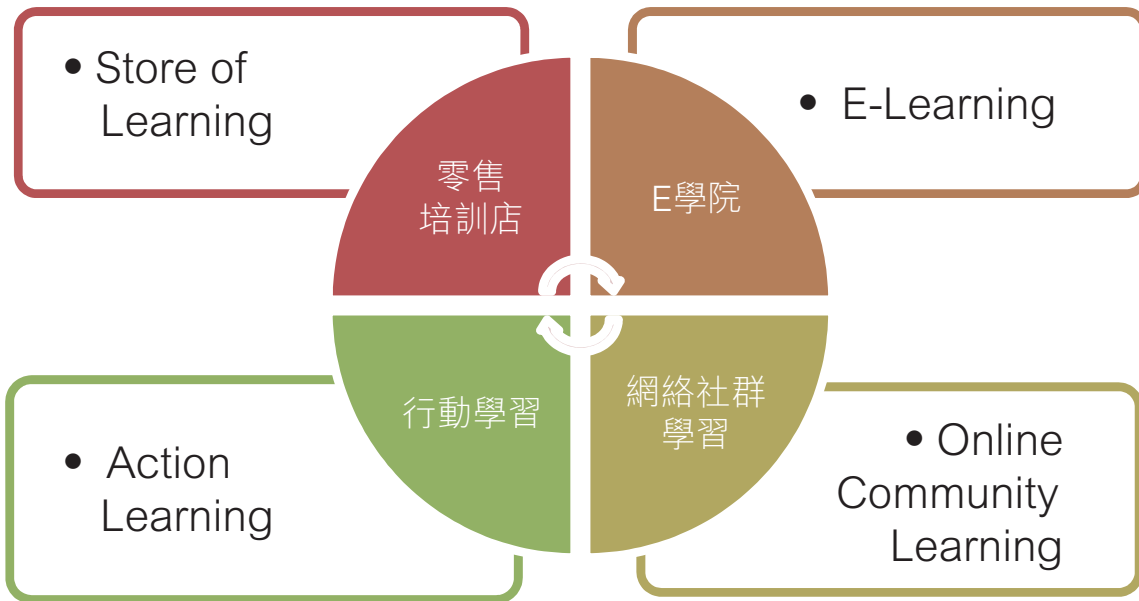 • Store of
Learning
零售
培訓店
E學院
• E-Learning
行動學習
• Action
Learning
網絡社群
學習
• Online
Community
Learning